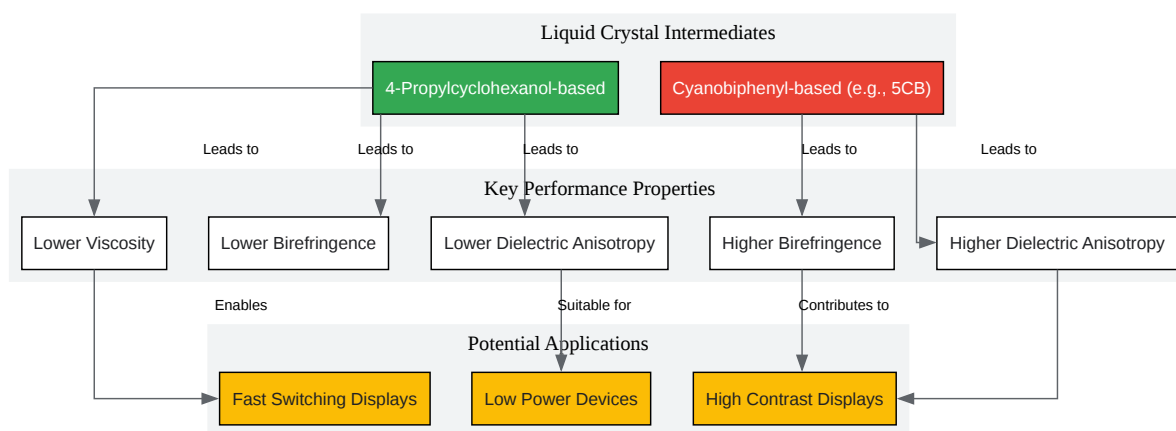 Liquid Crystal Intermediates
4-Propylcyclohexanol-based
Cyanobiphenyl-based (e.g., 5CB)
Leads to
Leads to
Leads to
Leads to
Leads to
Key Performance Properties
Lower Viscosity
Lower Birefringence
Lower Dielectric Anisotropy
Higher Birefringence
Higher Dielectric Anisotropy
Enables
Suitable for
Contributes to
Potential Applications
Fast Switching Displays
Low Power Devices
High Contrast Displays